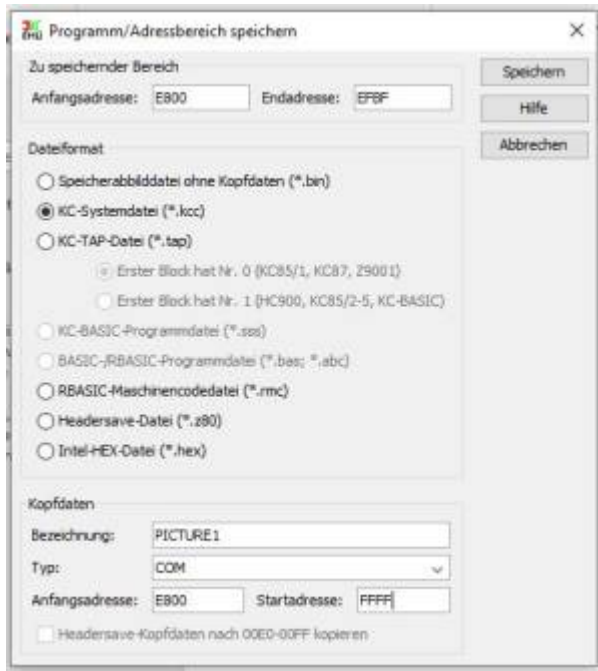 Programm/Adressbereich speichern
Zu speichernder Bereich
Anfangsadresse: E800 Endadresse: EFBF
Speichern
Hilfe
Abbrechen
Dateiformat
Speicherabbilddatei ohne Kopfdaten (*.bin)
KC-Systemdatei (*.kcc)
KC-TAP-Datei (*.tap)
Erster Block hat Nr. 0 (KC85/1, KC87, Z9001)
Erster Block hat Nr. 1 (HC900, KC85/2-5, KC-BASIC)
KC-BASIC-Programmdatei (*.sss)
BASIC-/RBASIC-Programmdatei (*.bas; *.abc)
RBASIC-Maschinencodedatei (*.rmc)
Headersave-Datei (*.z80)
Intel-HEX-Datei (*.hex)
Kopfdaten
Bezeichnung: PICTURE1
Typ: COM
Anfangsadresse: E800 Startadresse: FFFF
Headersave-Kopfdaten nach 00E0-00FF kopieren